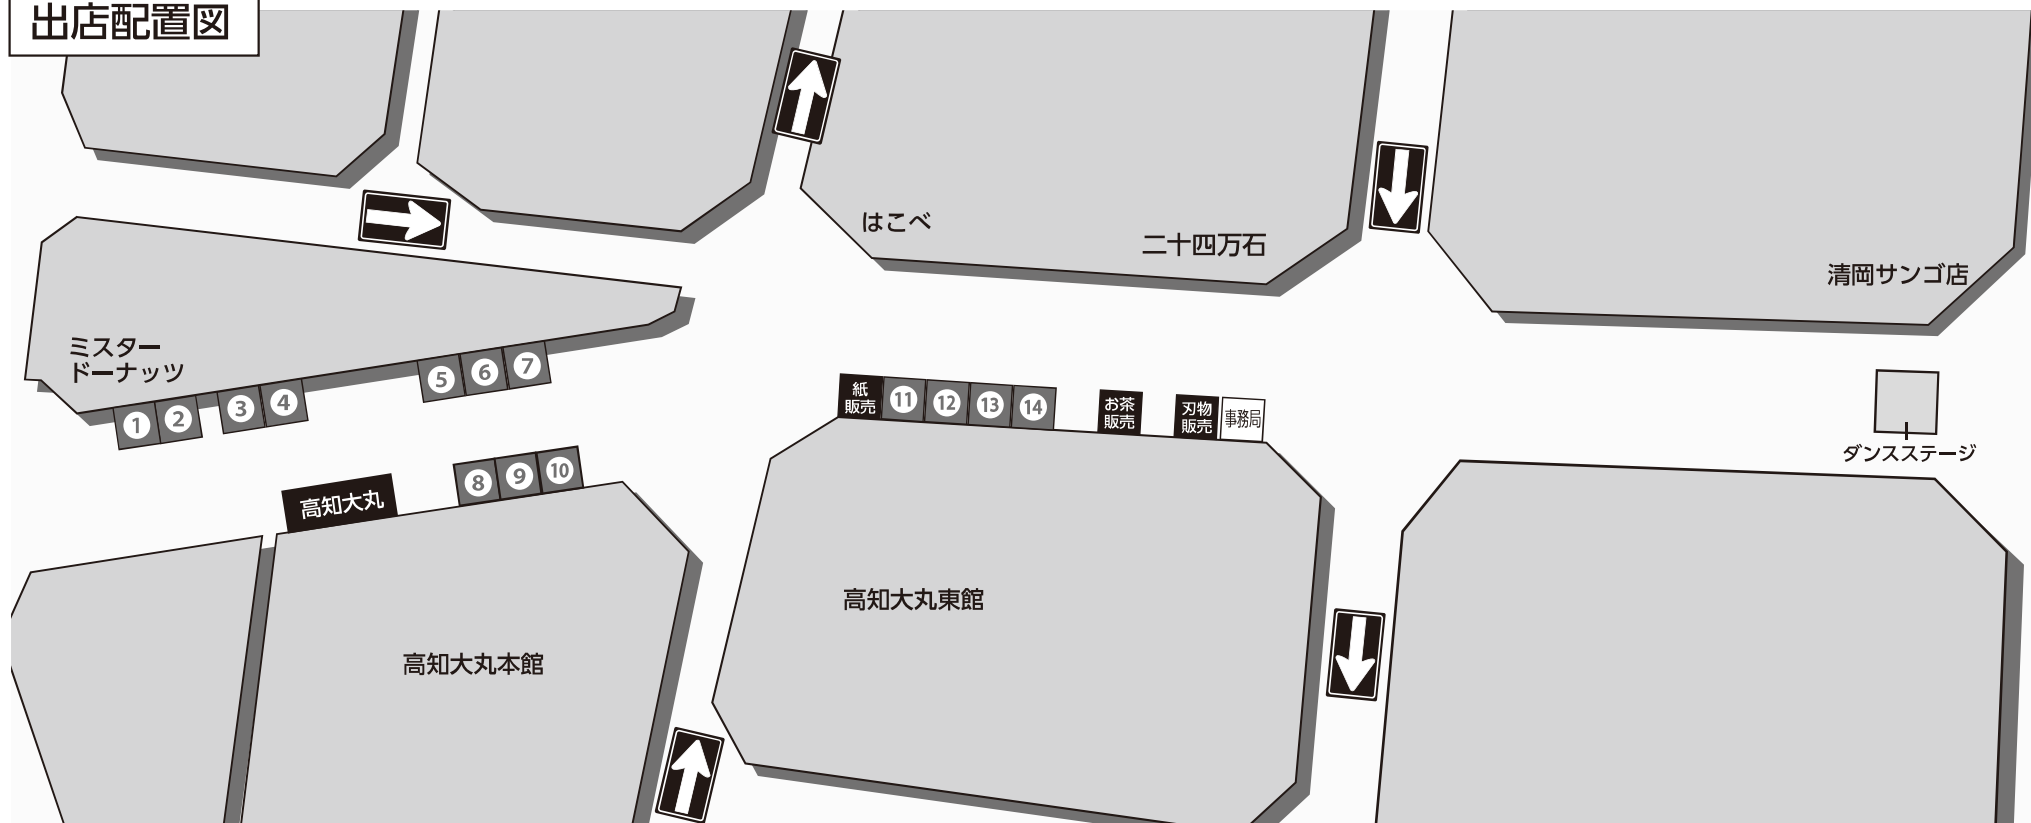 出店配置図
はこべ
二十四万石
清岡サンゴ店
ミスター
ドーナッツ
1
2
3
4
5
6
7
8
9
10
紙
販売
11
12
13
14
お茶
販売
刃物
販売
事務局
ダンスステージ
高知大丸
高知大丸本館
高知大丸東館